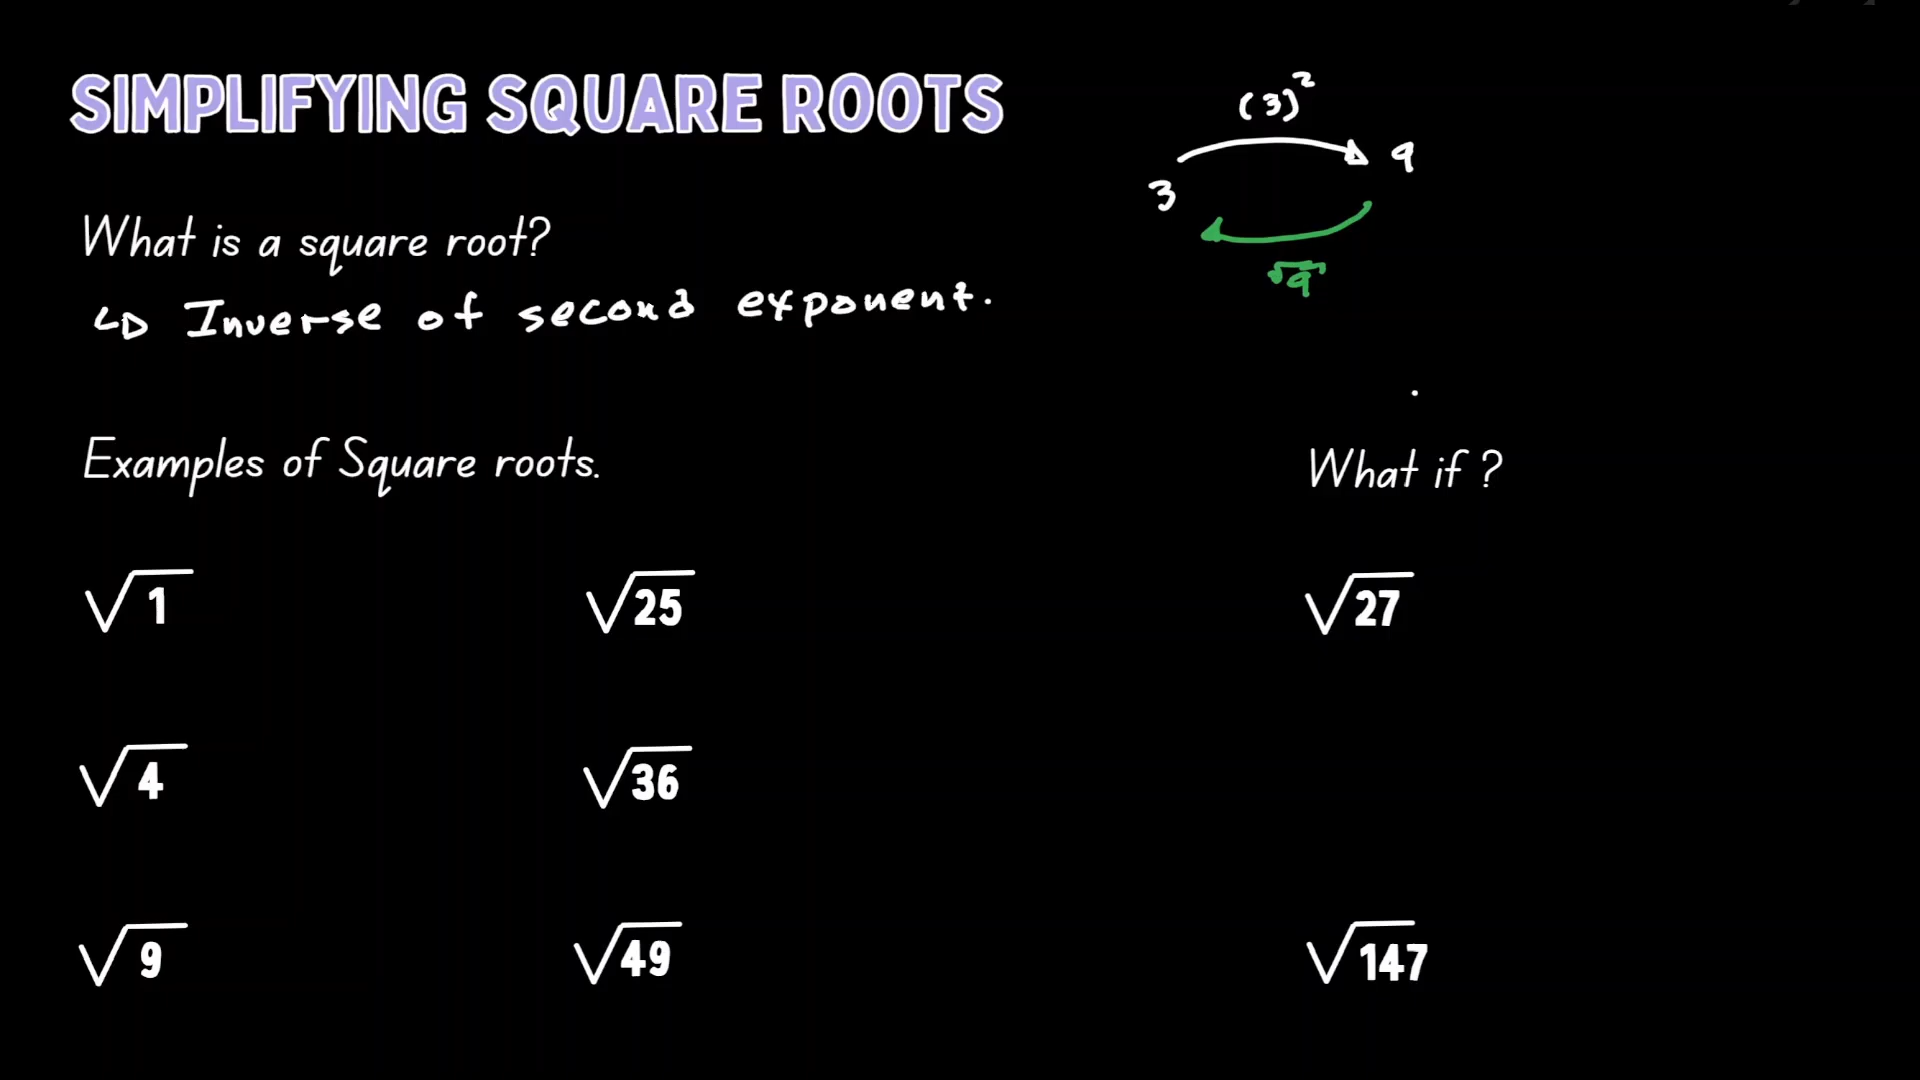 SIMPLIFYING SQUARE ROOTS
(3)²
3
9
√9
What is a square root?
↳ Inverse of second exponent.
Examples of Square roots.
What if ?
√1
√25
√27
√4
√36
√9
√49
√147